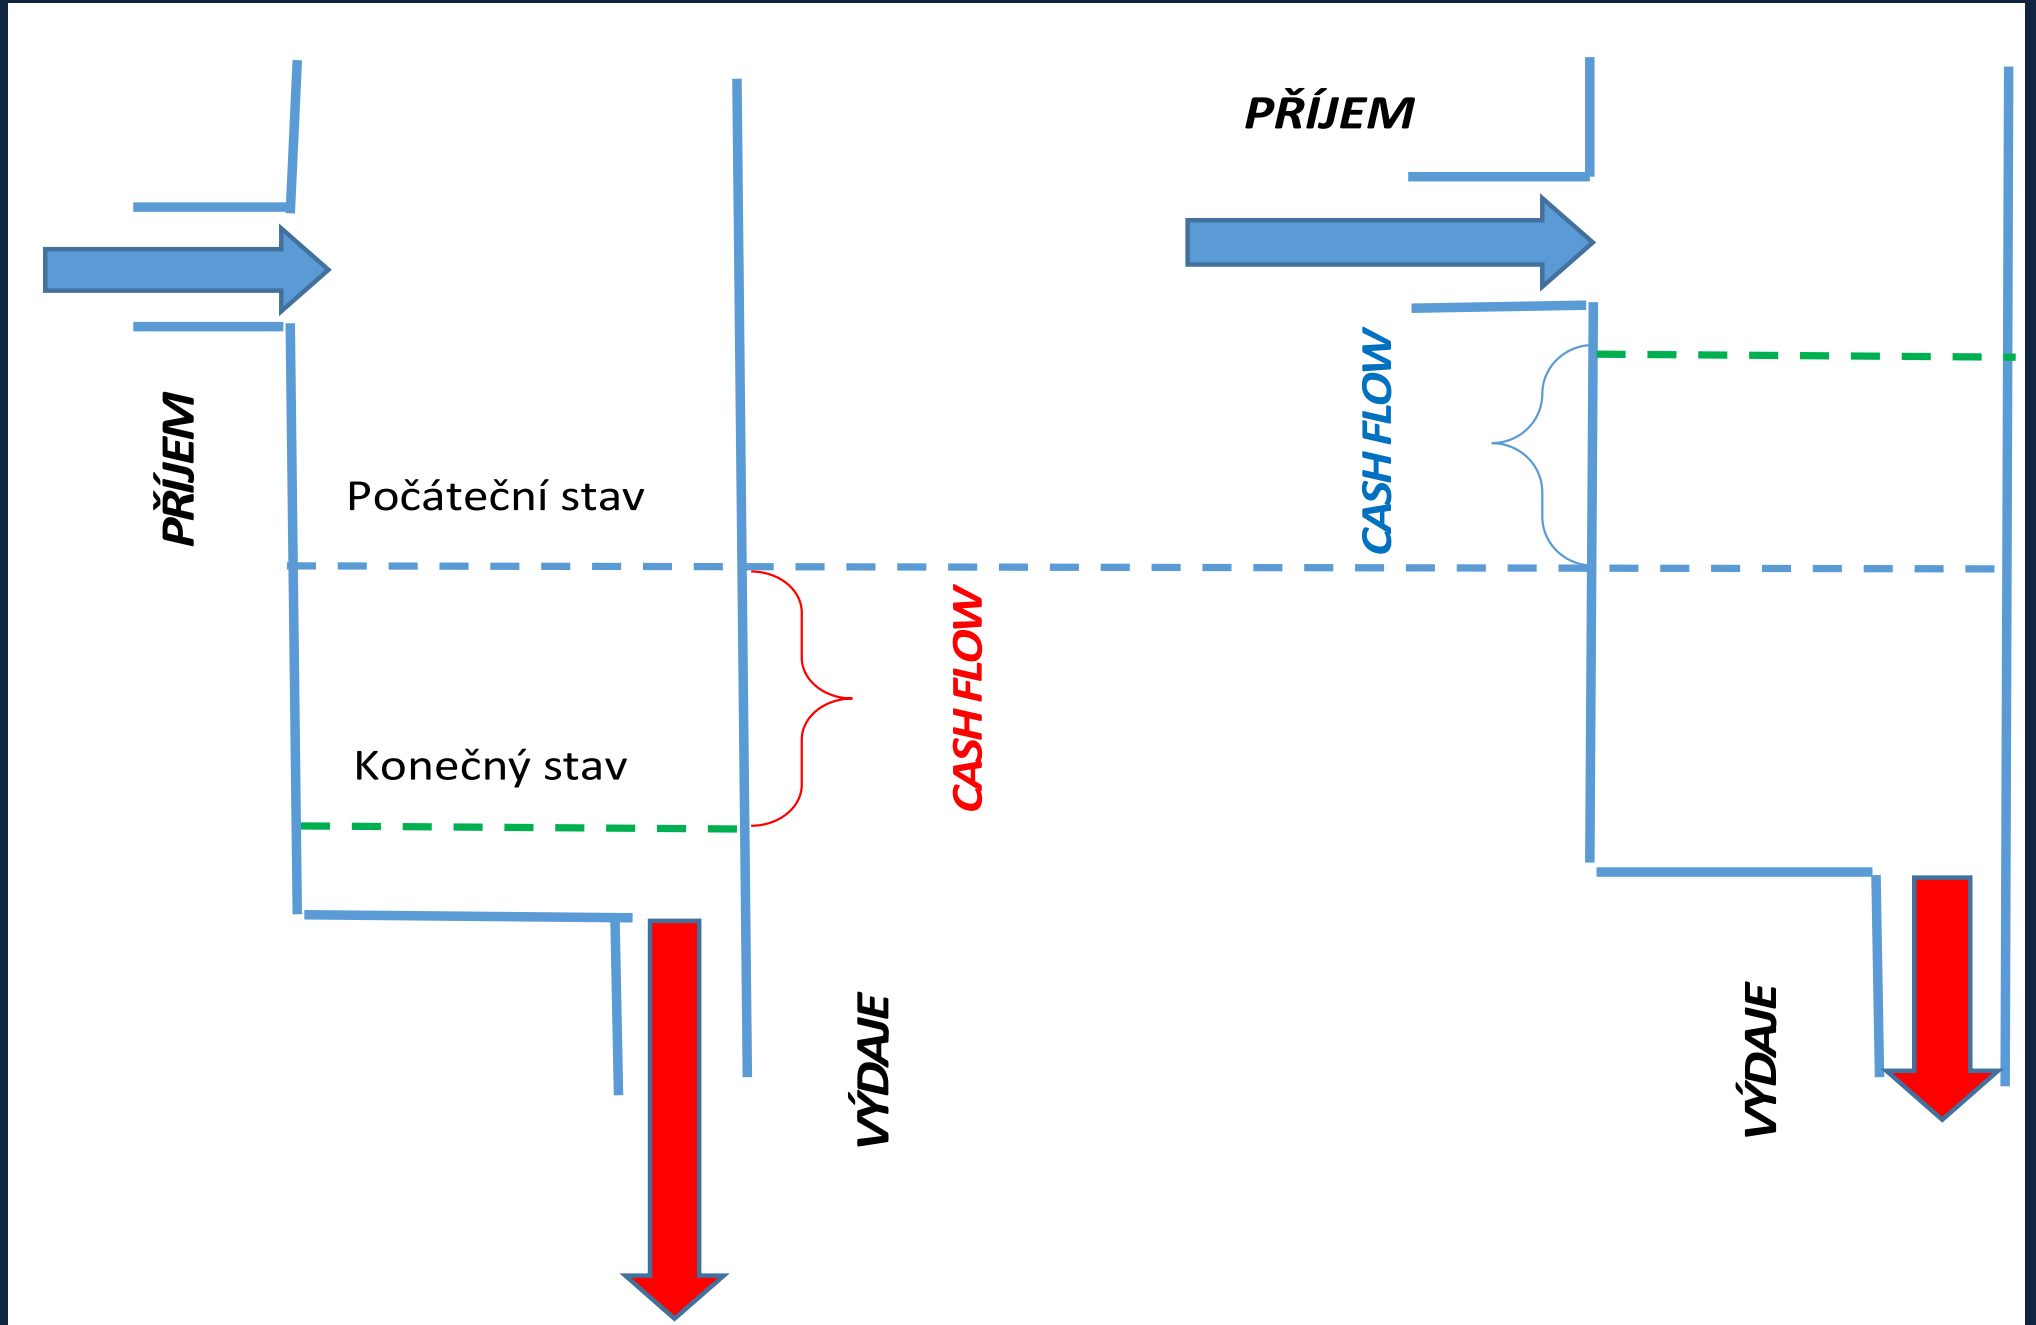 PŘÍJEM
Počáteční stav
Konečný stav
CASH FLOW
VÝDAJE
PŘÍJEM
CASH FLOW
VÝDAJE